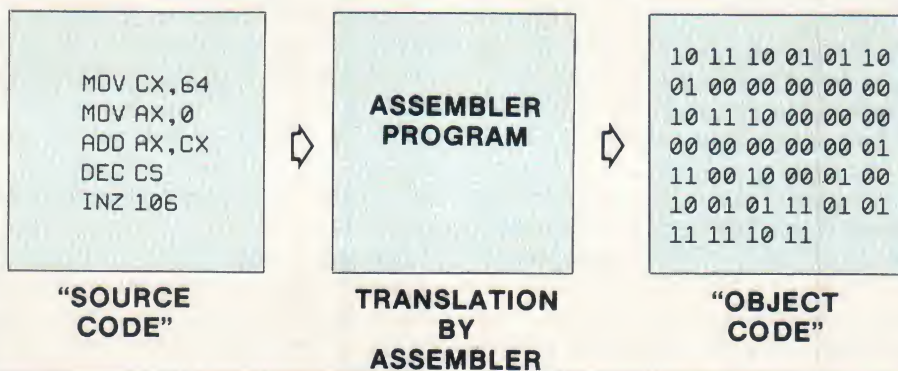 MOV CX,64
MOV AX,0
ADD AX,CX
DEC CS
INZ 106
"SOURCE
CODE"
ASSEMBLER
PROGRAM
TRANSLATION
BY
ASSEMBLER
10 11 10 01 01 10
01 00 00 00 00 00
10 11 10 00 00 00
00 00 00 00 00 01
11 00 10 00 01 00
10 01 01 11 01 01
11 11 10 11
"OBJECT
CODE"